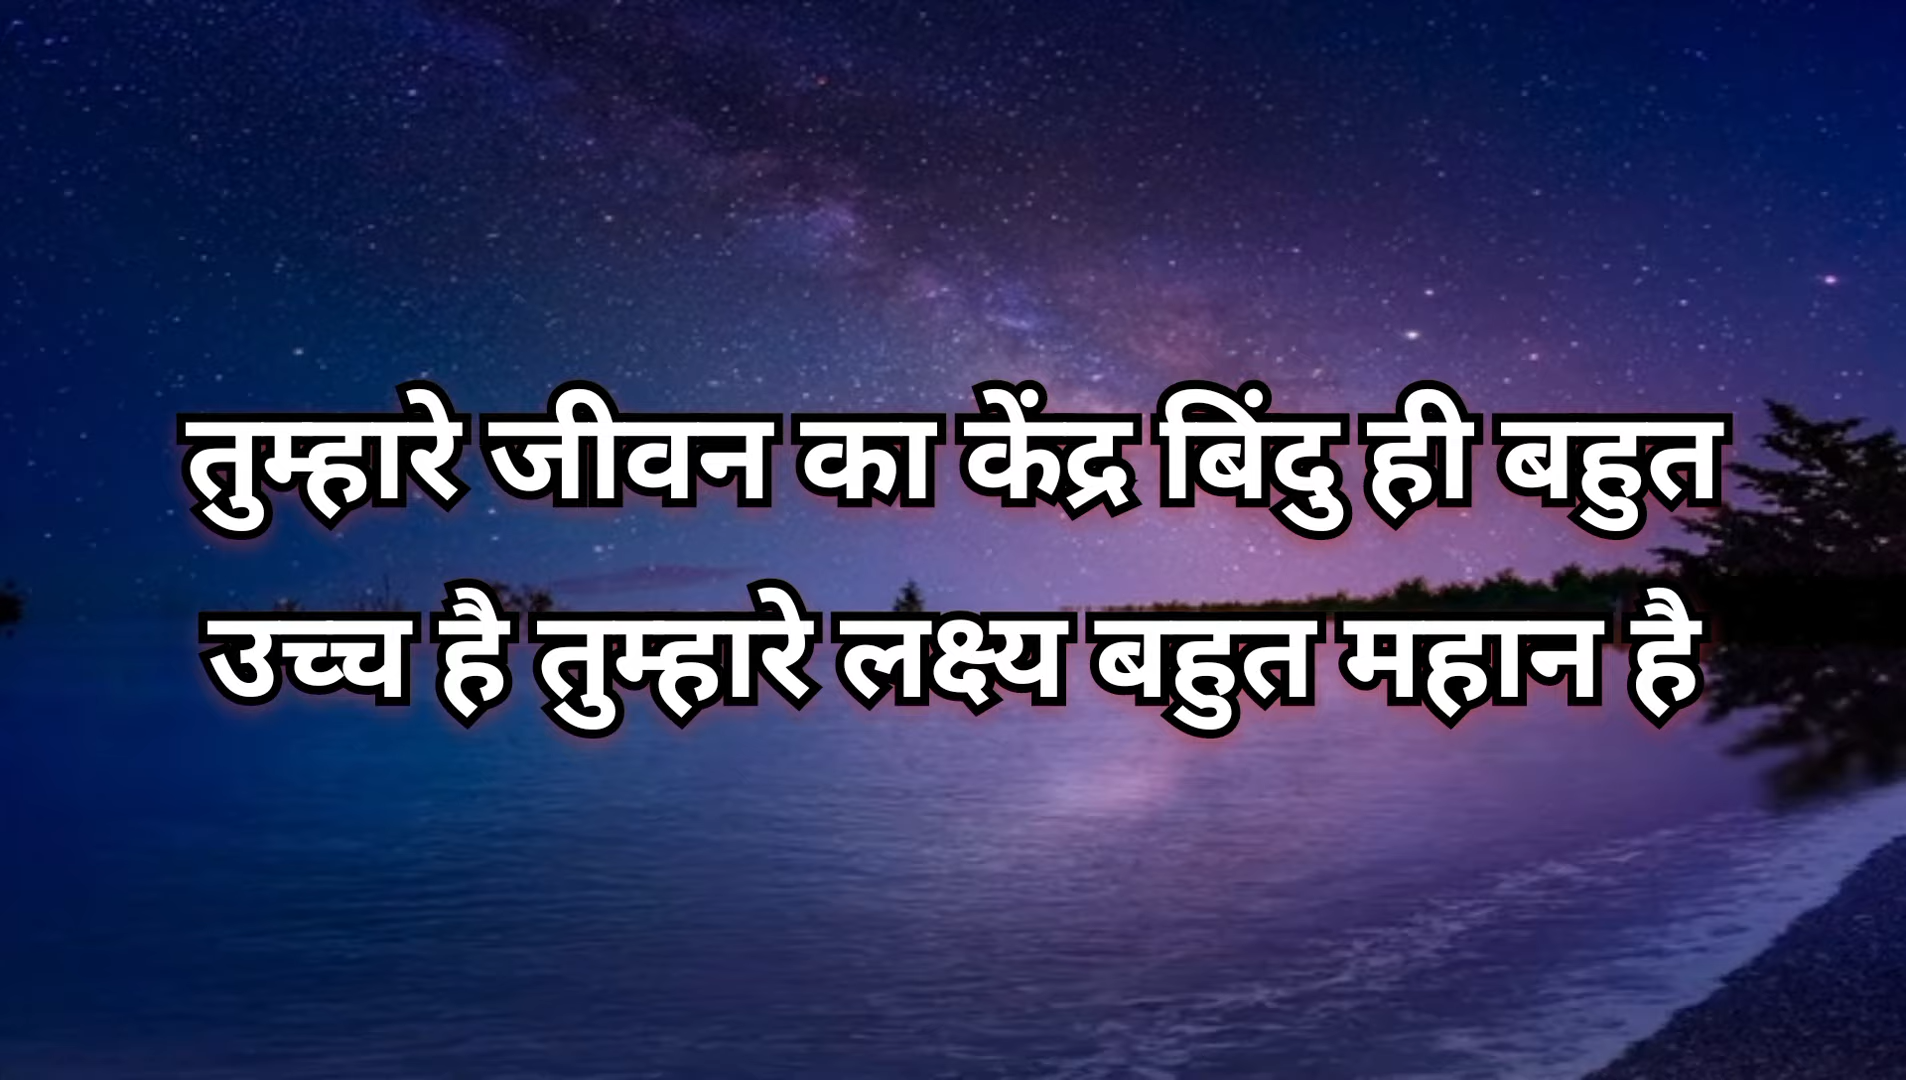 तुम्हारे जीवन का केंद्र बिंदु ही बहुत
उच्च है तुम्हारे लक्ष्य बहुत महान है